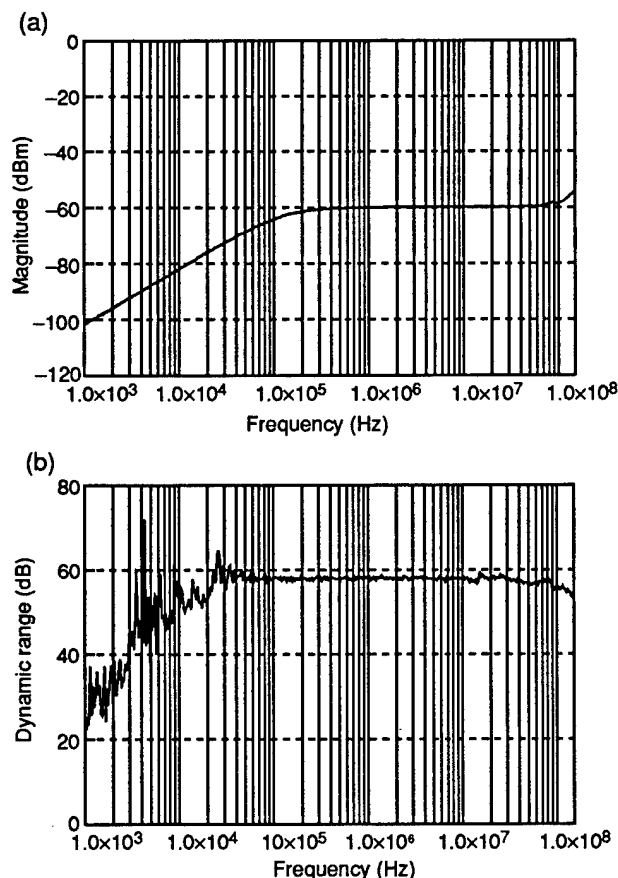 (a)
0
−20
−40
−60
−80
−100
−120
Magnitude (dBm)
1.0×10³ 1.0×10⁴ 1.0×10⁵ 1.0×10⁶ 1.0×10⁷ 1.0×10⁸
Frequency (Hz)
(b)
80
60
40
20
0
Dynamic range (dB)
1.0×10³ 1.0×10⁴ 10×10⁵ 1.0×10⁶ 1.0×10⁷ 1.0×10⁸
Frequency (Hz)